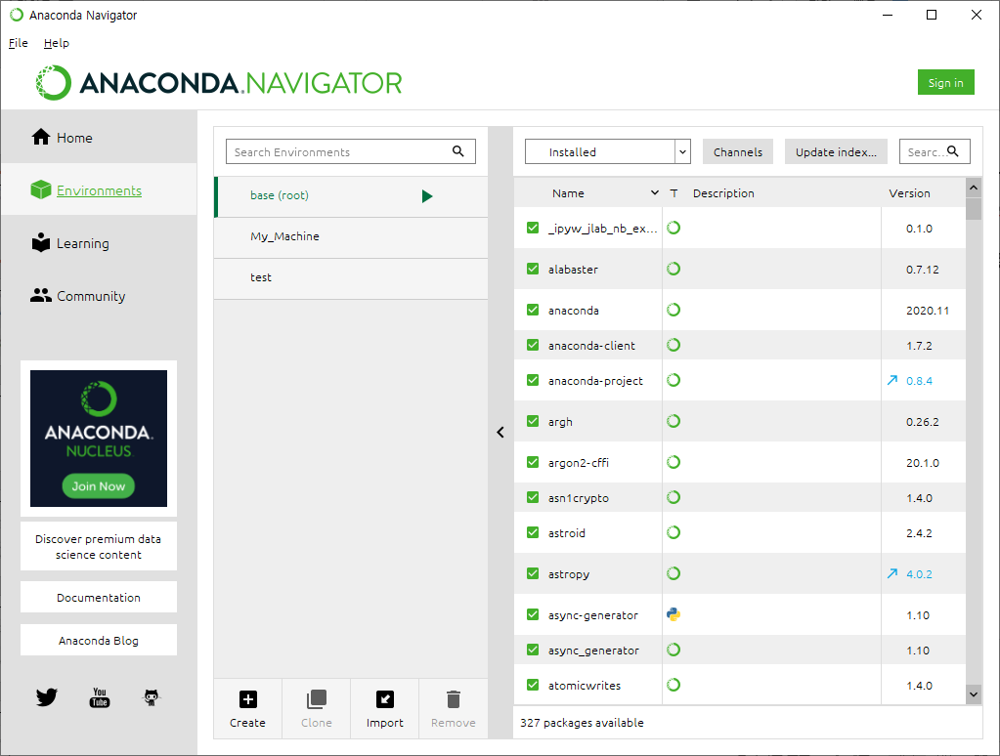 Anaconda Navigator
File Help
ANACONDA.NAVIGATOR
Sign in
Home
Environments
Learning
Community
ANACONDA.
NUCLEUS
Join Now
Discover premium data
science content
Documentation
Anaconda Blog
You
Tube
Search Environments
base (root)
My_Machine
test
Create
Clone
Import
Remove
Installed
Channels
Update index...
Searc...
Name T Description Version
_ipyw_jlab_nb_ex... 0.1.0
alabaster 0.7.12
anaconda 2020.11
anaconda-client 1.7.2
anaconda-project 0.8.4
argh 0.26.2
argon2-cffi 20.1.0
asn1crypto 1.4.0
astroid 2.4.2
astropy 4.0.2
async-generator 1.10
async_generator 1.10
atomicwrites 1.4.0
327 packages available